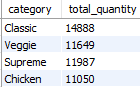 category total_quantity
Classic 14888
Veggie 11649
Supreme 11987
Chicken 11050